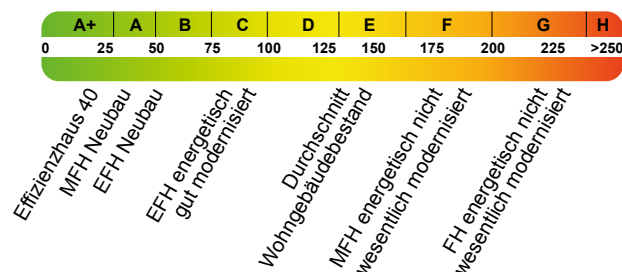 A+ A B C D E F G H
0 25 50 75 100 125 150 175 200 225 >250
Effizienzhaus 40
MFH Neubau
EFH Neubau
EFH energetisch
gut modernisiert
Durchschnitt
Wohngebäudebestand
MFH energetisch nicht
wesentlich modernisiert
FH energetisch nicht
wesentlich modernisiert